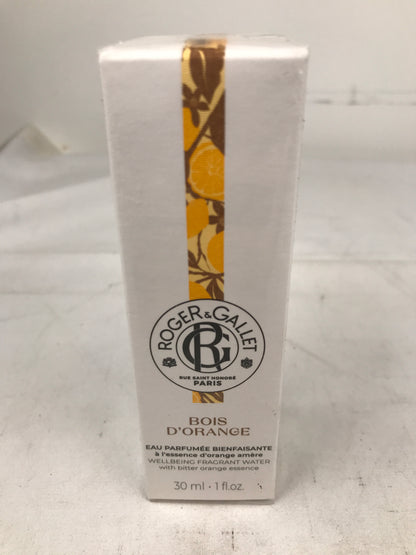 ROGER & GALLET
RG
RUE SAINT HONORÉ
PARIS
BOIS
D'ORANGE
EAU PARFUMÉE BIENFAISANTE
à l'essence d'orange amère
WELLBEING FRAGRANT WATER
with bitter orange essence
30 ml • 1 fl.oz.